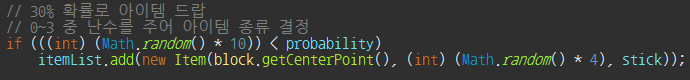 // 30% 확률로 아이템 드랍
// 0~3 중 난수를 주어 아이템 종류 결정
if (((int) (Math.random() * 10)) < probability)
    itemList.add(new Item(block.getCenterPoint(), (int) (Math.random() * 4), stick));